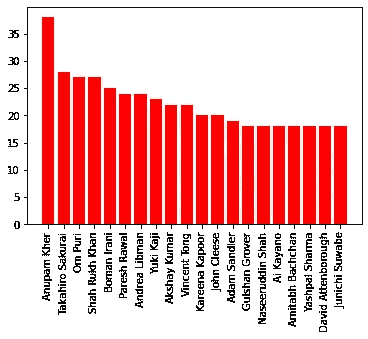 35
30
25
20
15
10
5
0
Anupam Kher
Takahiro Sakurai
Om Puri
Shah Rukh Khan
Boman Irani
Paresh Rawal
Andrea Libman
Yuki Kaji
Akshay Kumar
Vincent Tong
Kareena Kapoor
John Cleese
Adam Sandler
Gulshan Grover
Naseeruddin Shah
Ai Kayano
Amitabh Bachchan
Yashpal Sharma
David Attenborough
Junichi Suwabe